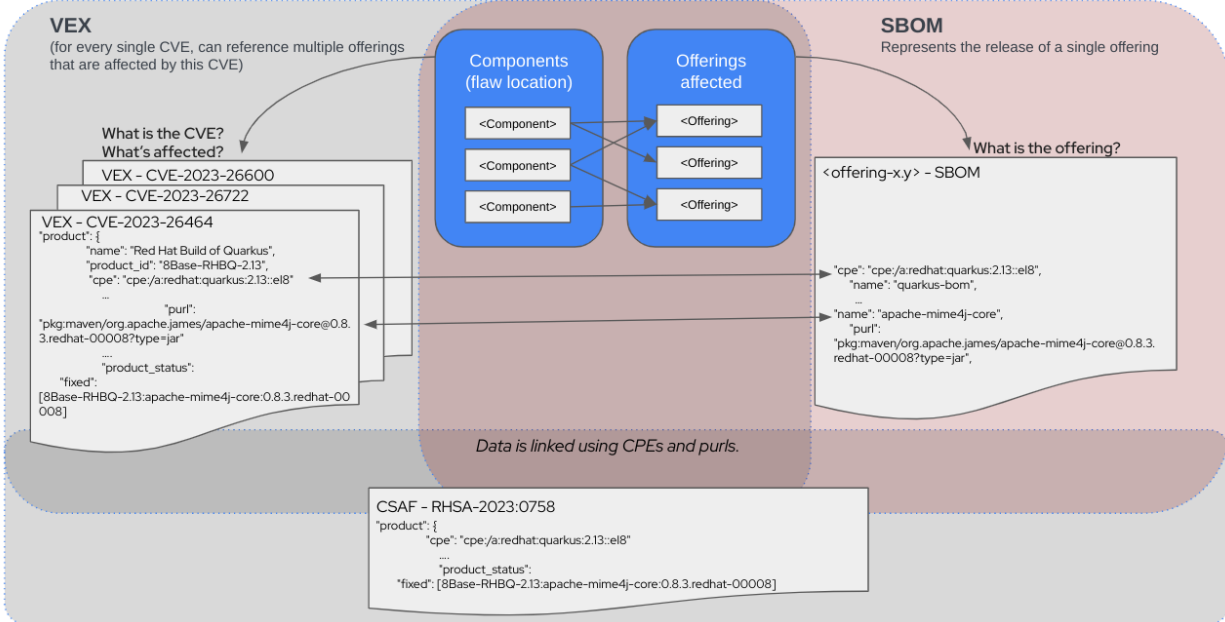 VEX
(for every single CVE, can reference multiple offerings
that are affected by this CVE)
Components
(flaw location)
<Component>
<Component>
<Component>
Offerings
affected
<Offering>
<Offering>
<Offering>
SBOM
Represents the release of a single offering
What is the CVE?
What's affected?
VEX - CVE-2023-26600
VEX - CVE-2023-26722
VEX - CVE-2023-26464
"product": {
"name": "Red Hat Build of Quarkus",
"product_id": "8Base-RHBQ-2.13",
"cpe": "cpe:/a:redhat:quarkus:2.13::el8"
...
"purl":
"pkg:maven/org.apache.james/apache-mime4j-core@0.8.
3.redhat-00008?type=jar"
....
"product_status":
"fixed":
[8Base-RHBQ-2.13:apache-mime4j-core:0.8.3.redhat-00
008]
What is the offering?
<offering-x.y> - SBOM
"cpe": "cpe:/a:redhat:quarkus:2.13::el8",
"name": "quarkus-bom",
...
"name": "apache-mime4j-core",
"purl":
"pkg:maven/org.apache.james/apache-mime4j-core@0.8.3.
redhat-00008?type=jar",
Data is linked using CPEs and purls.
CSAF - RHSA-2023:0758
"product": {
"cpe": "cpe:/a:redhat:quarkus:2.13::el8"
....
"product_status":
"fixed": [8Base-RHBQ-2.13:apache-mime4j-core:0.8.3.redhat-00008]